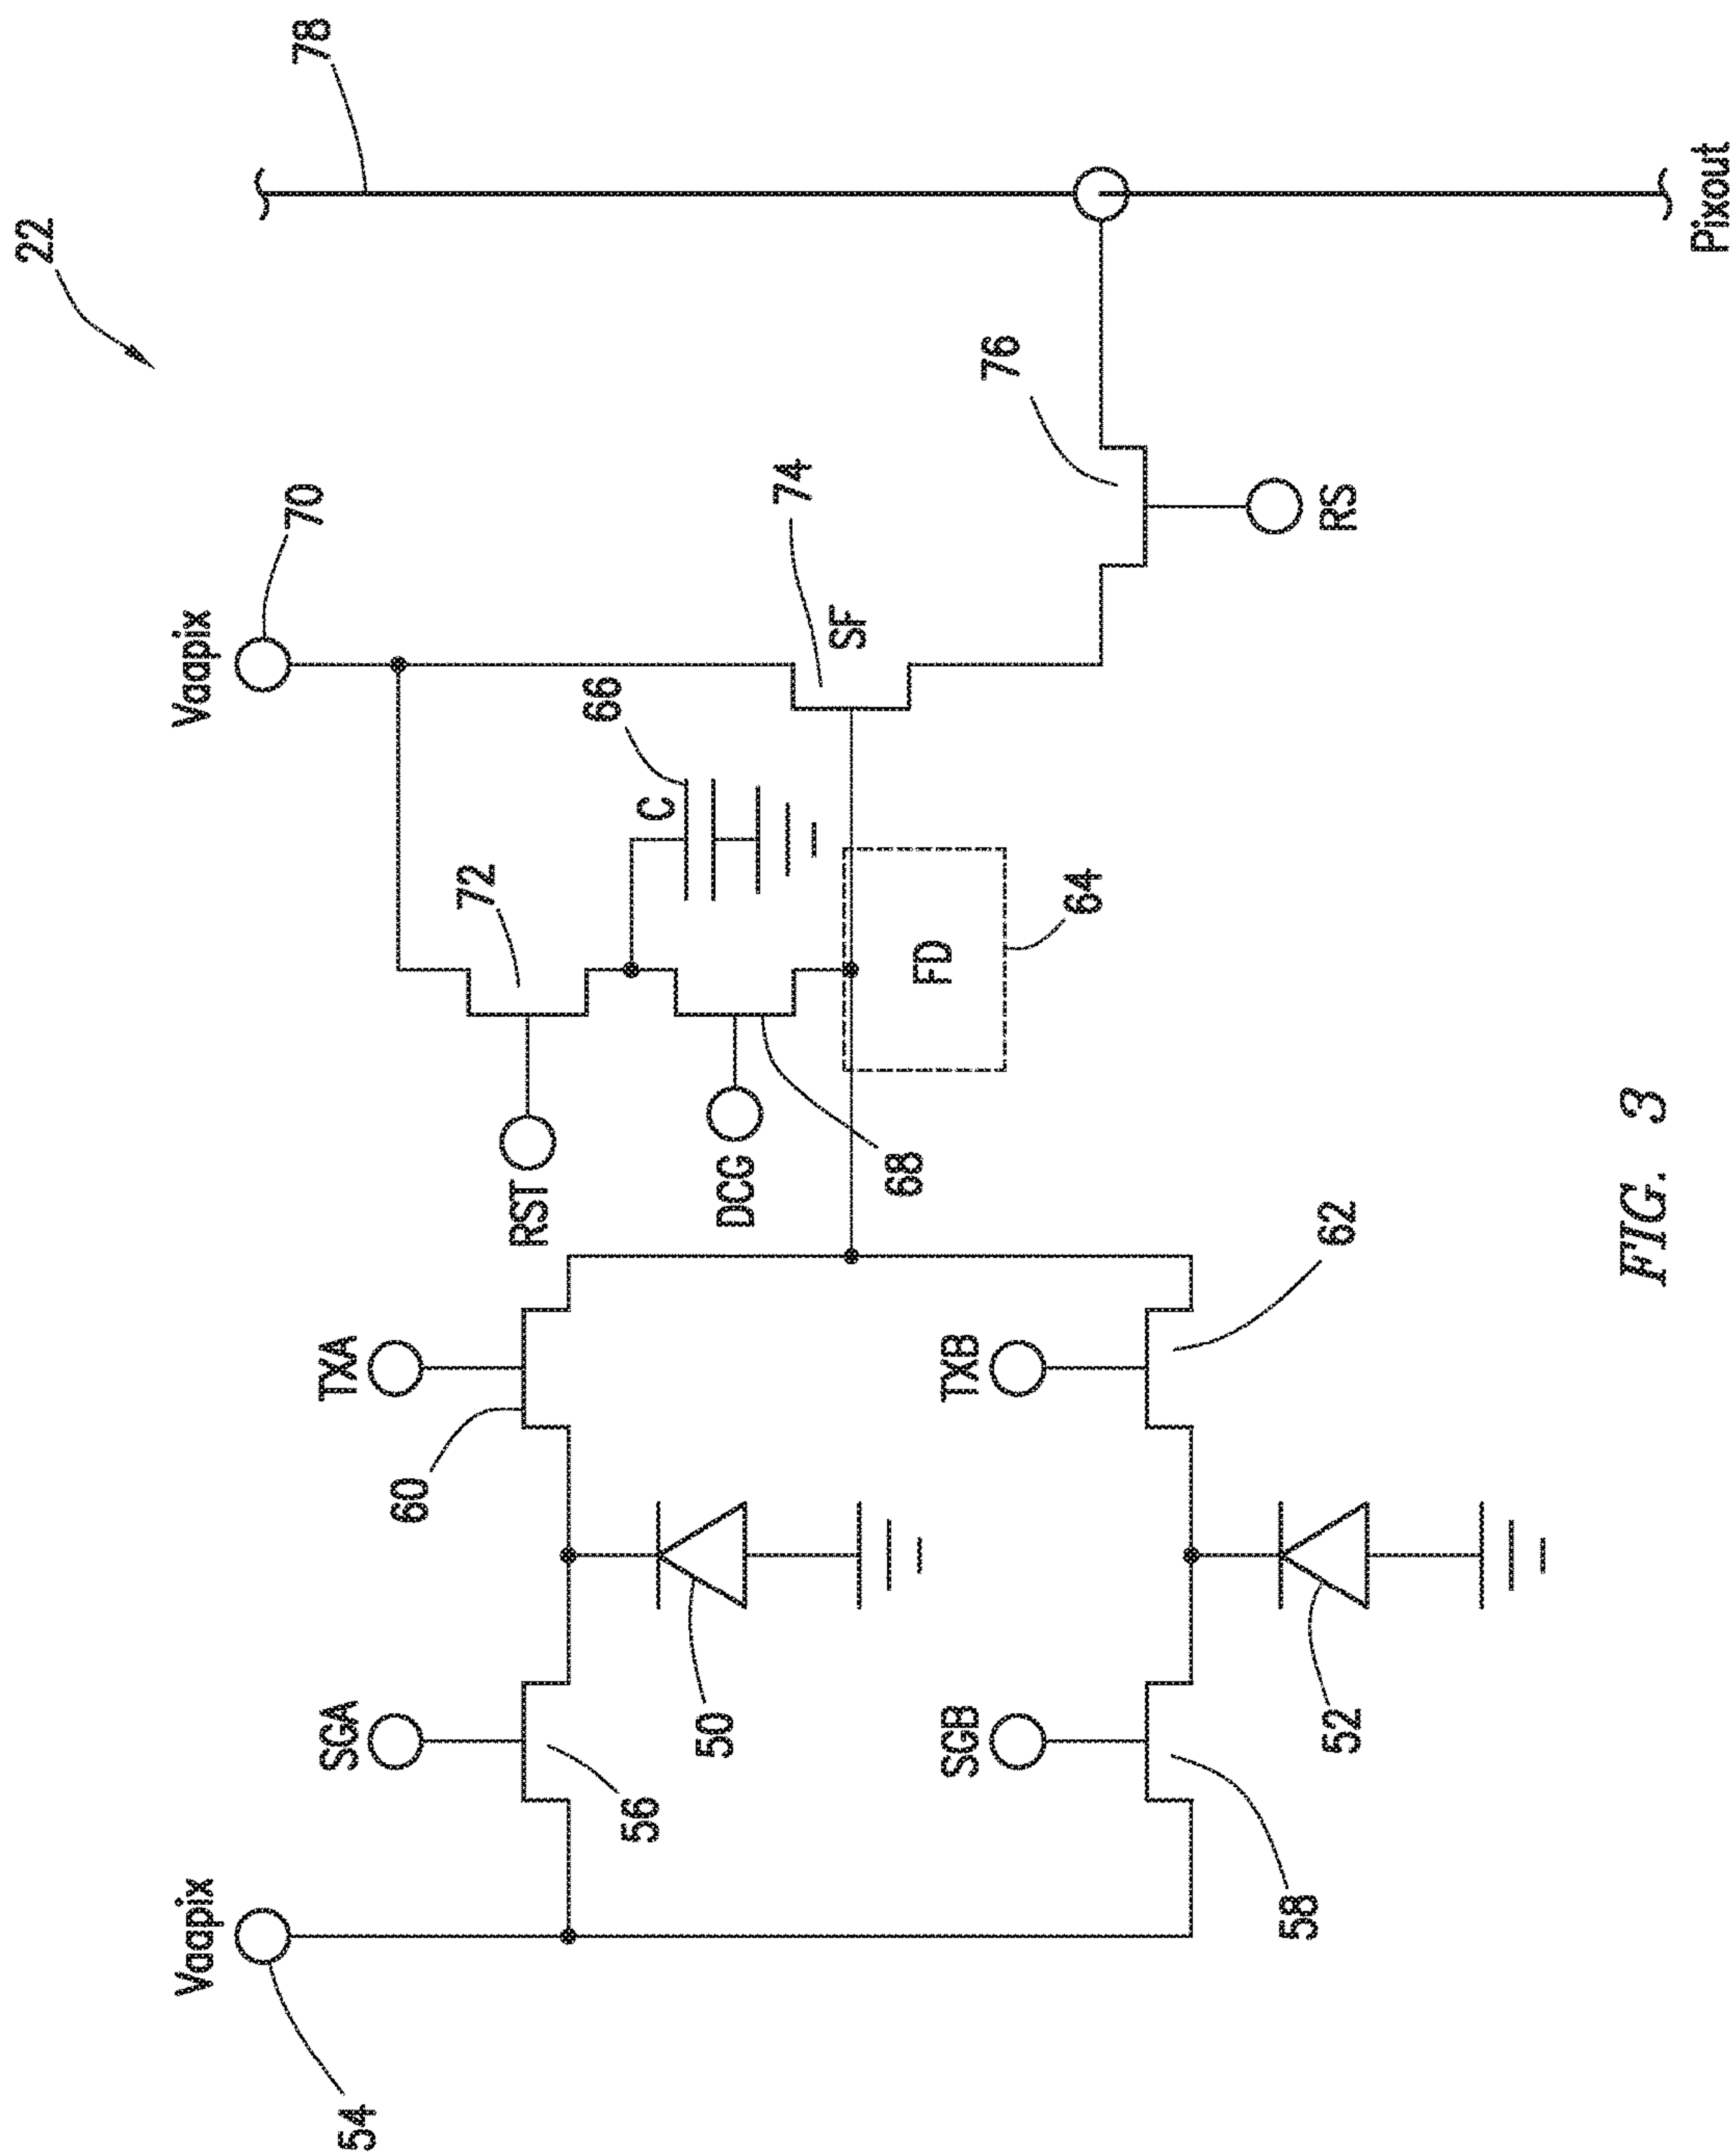 22
78
Vaapix
70
Vaapix
54
72
C
66
74
SF
RST
DCG
68
FD
64
76
RS
SGA
56
TXA
60
50
SGB
58
TXB
62
52
Pixout
FIG. 3